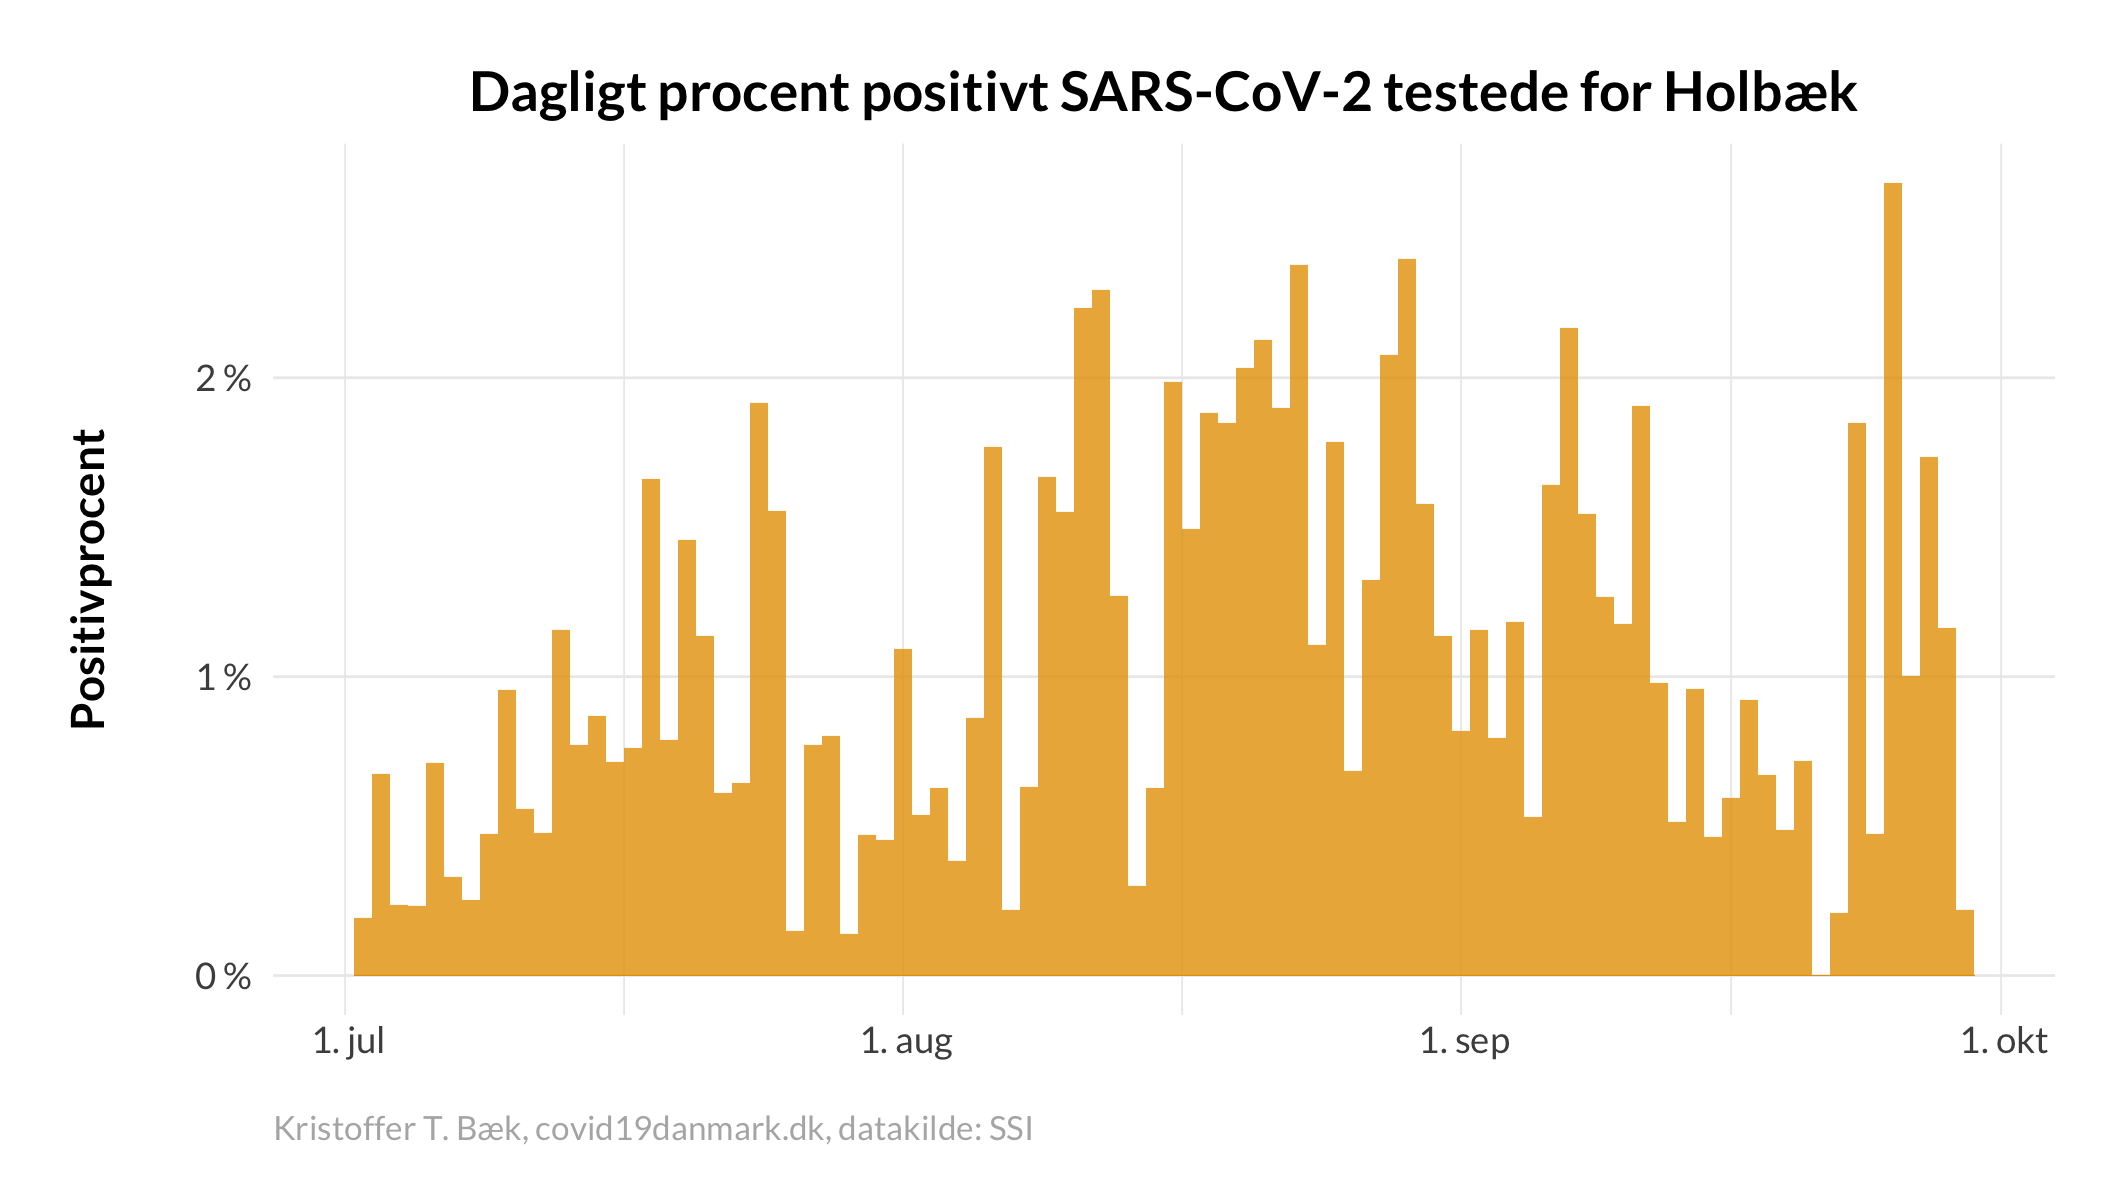 Dagligt procent positivt SARS-CoV-2 testede for Holbæk
Positivprocent
2 %
1 %
0 %
1. jul
1. aug
1. sep
1. okt
Kristoffer T. Bæk, covid19danmark.dk, datakilde: SSI